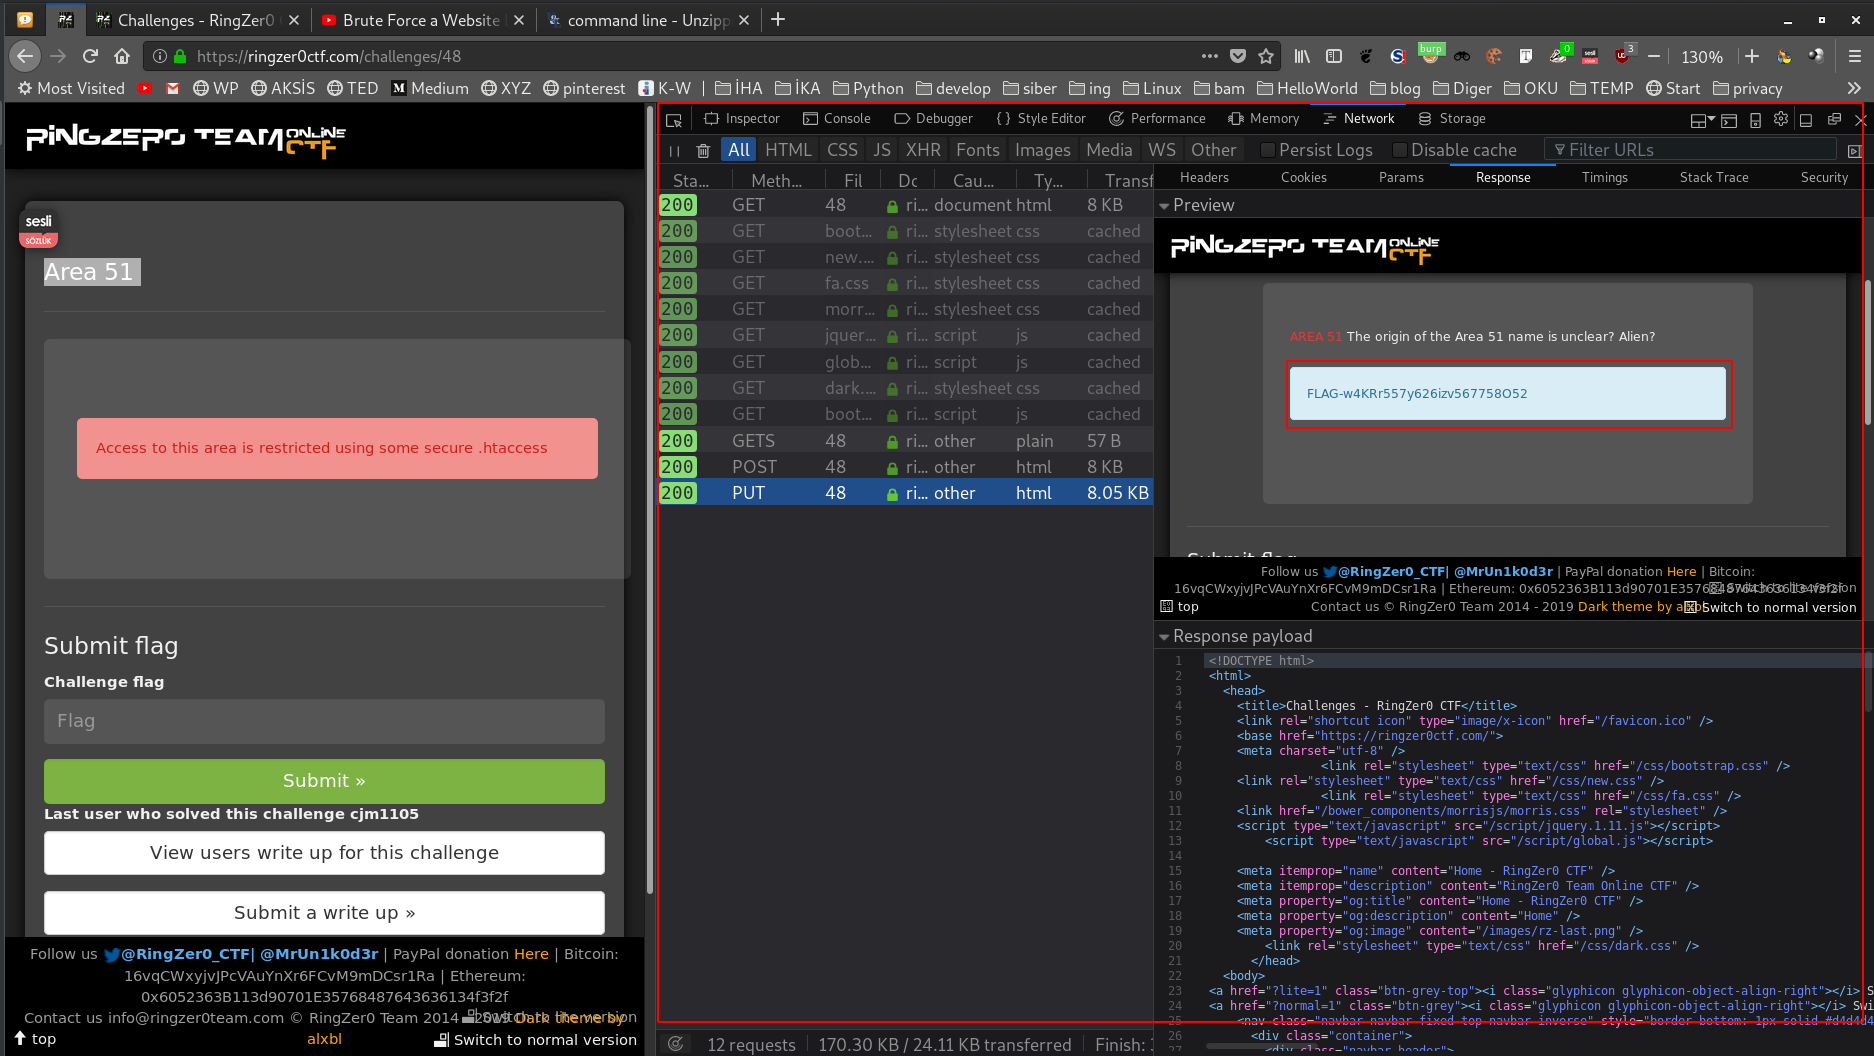 Challenges - RingZer0
Brute Force a Website
command line - Unzipp
https://ringzer0ctf.com/challenges/48
burp
0
3
130%
Most Visited
WP
AKSİS
TED
Medium
XYZ
pinterest
K-W
İHA
İKA
Python
develop
siber
ing
Linux
bam
HelloWorld
blog
Diger
OKU
TEMP
Start
privacy
RINGZER0 TEAM ONLINE CTF
sesli
SÖZLÜK
Area 51
Access to this area is restricted using some secure .htaccess
Submit flag
Challenge flag
Flag
Submit »
Last user who solved this challenge cjm1105
View users write up for this challenge
Submit a write up »
Follow us @RingZer0_CTF| @MrUn1k0d3r | PayPal donation Here | Bitcoin:
16vqCWxyjvJPcVAuYnXr6FCvM9mDCsr1Ra | Ethereum:
0x6052363B113d90701E35768487643636134f3f2f
Contact us info@ringzer0team.com © RingZer0 Team 2014 - 2019 Dark theme by
alxbl
Switch to lite version
top
Switch to normal version
Inspector Console Debugger Style Editor Performance Memory Network Storage
All HTML CSS JS XHR Fonts Images Media WS Other Persist Logs Disable cache Filter URLs
Sta... Meth... Fil Dc Cau... Ty... Transf
200 GET 48 ri... document html 8 KB
200 GET boot... stylesheet css cached
200 GET new.... stylesheet css cached
200 GET fa.css stylesheet css cached
200 GET morr... stylesheet css cached
200 GET jquer... script js cached
200 GET glob... script js cached
200 GET dark... stylesheet css cached
200 GET boot... script js cached
200 GETS 48 ri... other plain 57 B
200 POST 48 ri... other html 8 KB
200 PUT 48 ri... other html 8.05 KB
12 requests 170.30 KB / 24.11 KB transferred Finish:
Headers Cookies Params Response Timings Stack Trace Security
Preview
RINGZER0 TEAM ONLINE CTF
AREA 51 The origin of the Area 51 name is unclear? Alien?
FLAG-w4KRr557y626izv567758O52
Submit flag
Follow us @RingZer0_CTF| @MrUn1k0d3r | PayPal donation Here | Bitcoin:
16vqCWxyjvJPcVAuYnXr6FCvM9mDCsr1Ra | Ethereum: 0x6052363B113d90701E35768487643636134f3f2f
Switch to lite version
top
Contact us © RingZer0 Team 2014 - 2019 Dark theme by alxbl
Switch to normal version
Response payload
1 <!DOCTYPE html>
2 <html>
3 <head>
4 <title>Challenges - RingZer0 CTF</title>
5 <link rel="shortcut icon" type="image/x-icon" href="/favicon.ico" />
6 <base href="https://ringzer0ctf.com/">
7 <meta charset="utf-8" />
8 <link rel="stylesheet" type="text/css" href="/css/bootstrap.css" />
9 <link rel="stylesheet" type="text/css" href="/css/new.css" />
10 <link rel="stylesheet" type="text/css" href="/css/fa.css" />
11 <link href="/bower_components/morrisjs/morris.css" rel="stylesheet" />
12 <script type="text/javascript" src="/script/jquery.1.11.js"></script>
13 <script type="text/javascript" src="/script/global.js"></script>
14
15 <meta itemprop="name" content="Home - RingZer0 CTF" />
16 <meta itemprop="description" content="RingZer0 Team Online CTF" />
17 <meta property="og:title" content="Home - RingZer0 CTF" />
18 <meta property="og:description" content="Home" />
19 <meta property="og:image" content="/images/rz-last.png" />
20 <link rel="stylesheet" type="text/css" href="/css/dark.css" />
21 </head>
22 <body>
23 <a href="?lite=1" class="btn-grey-top"><i class="glyphicon glyphicon-object-align-right"></i> S
24 <a href="?normal=1" class="btn-grey"><i class="glyphicon glyphicon-object-align-right"></i> Swi
25 <nav class="navbar navbar-fixed-top navbar-inverse" style="border-bottom: 1px solid #d4d4d4
26 <div class="container">
27 <div class="navbar-header">